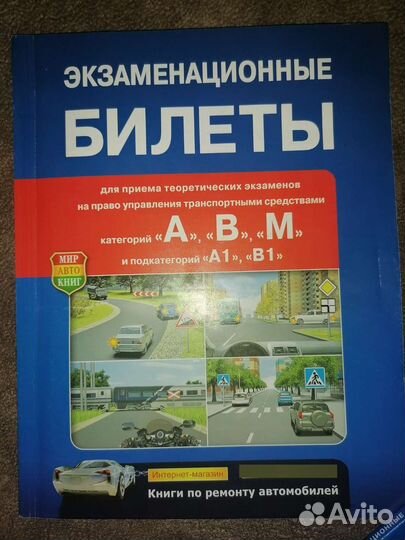 ЭКЗАМЕНАЦИОННЫЕ
БИЛЕТЫ
для приема теоретических экзаменов
на право управления транспортными средствами
категорий «А», «В», «М»
и подкатегорий «А1», «В1»
МИР
АВТО
КНИГ
Интернет-магазин
Книги по ремонту автомобилей
Avito